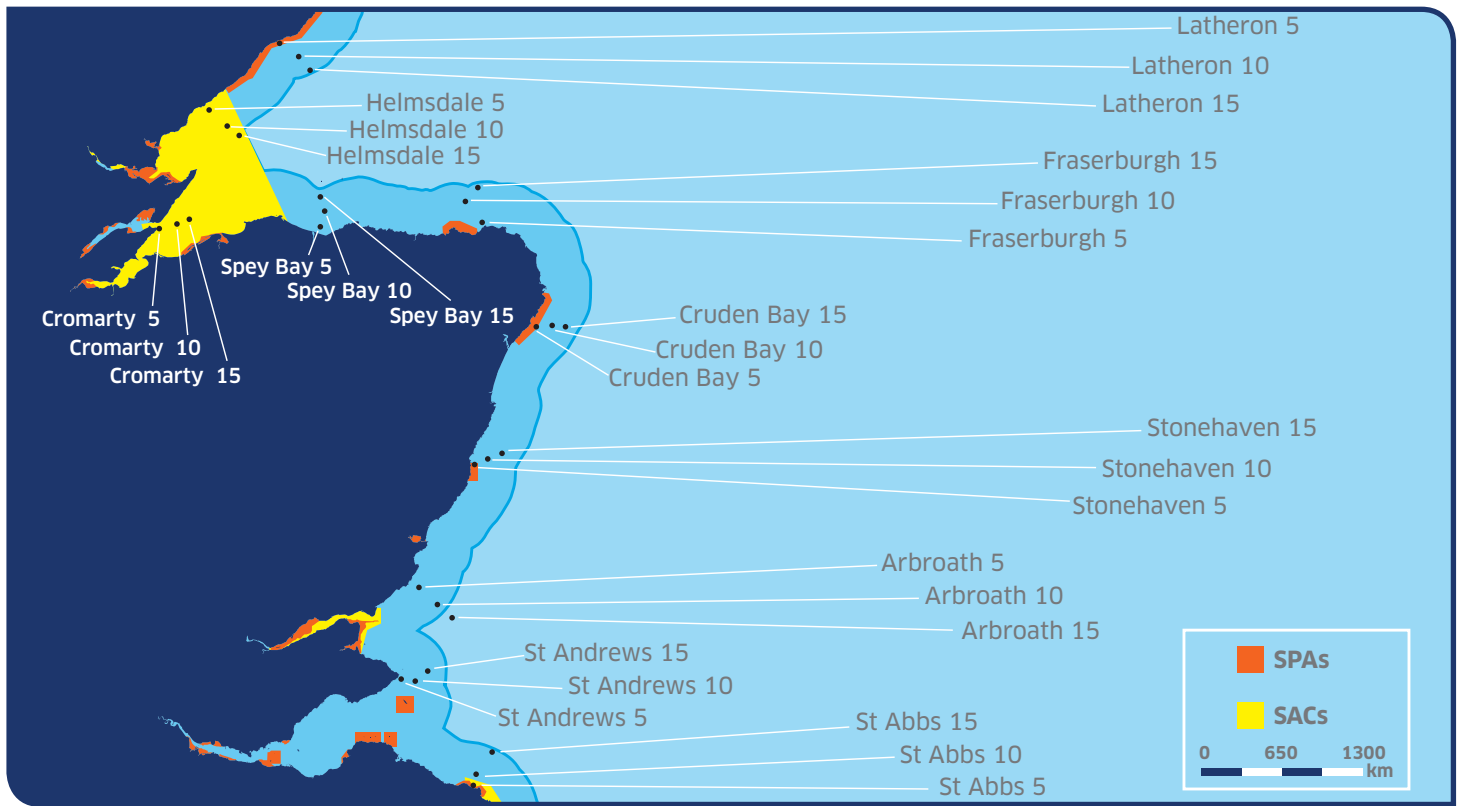 Latheron 5
Latheron 10
Latheron 15
Helmsdale 5
Helmsdale 10
Helmsdale 15
Fraserburgh 15
Fraserburgh 10
Fraserburgh 5
Spey Bay 5
Spey Bay 10
Spey Bay 15
Cromarty 5
Cromarty 10
Cromarty 15
Cruden Bay 15
Cruden Bay 10
Cruden Bay 5
Stonehaven 15
Stonehaven 10
Stonehaven 5
Arbroath 5
Arbroath 10
Arbroath 15
St Andrews 15
St Andrews 10
St Andrews 5
St Abbs 15
St Abbs 10
St Abbs 5
SPAs
SACs
0 650 1300
km